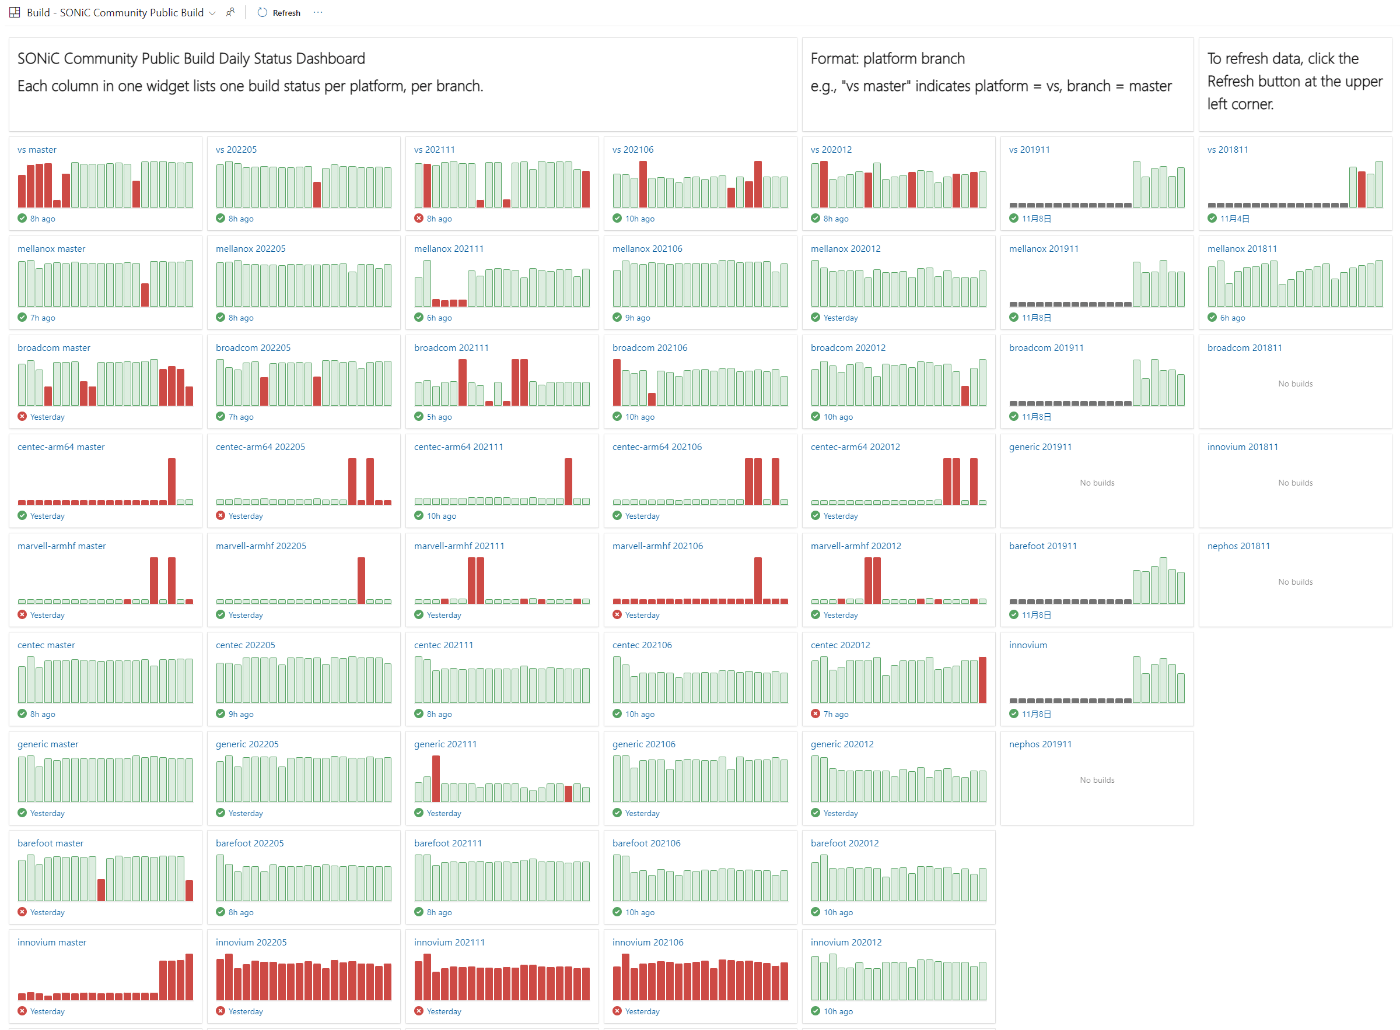 Build - SONiC Community Public Build
Refresh
SONiC Community Public Build Daily Status Dashboard
Each column in one widget lists one build status per platform, per branch.
Format: platform branch
e.g., "vs master" indicates platform = vs, branch = master
To refresh data, click the
Refresh button at the upper
left corner.
vs master
8h ago
vs 202205
8h ago
vs 202111
8h ago
vs 202106
10h ago
vs 202012
8h ago
vs 201911
11月8日
vs 201811
11月4日
mellanox master
7h ago
mellanox 202205
8h ago
mellanox 202111
6h ago
mellanox 202106
9h ago
mellanox 202012
Yesterday
mellanox 201911
11月8日
mellanox 201811
6h ago
broadcom master
Yesterday
broadcom 202205
7h ago
broadcom 202111
5h ago
broadcom 202106
10h ago
broadcom 202012
10h ago
broadcom 201911
11月8日
broadcom 201811
No builds
centec-arm64 master
Yesterday
centec-arm64 202205
Yesterday
centec-arm64 202111
10h ago
centec-arm64 202106
Yesterday
centec-arm64 202012
Yesterday
generic 201911
No builds
innovium 201811
No builds
marvell-armhf master
Yesterday
marvell-armhf 202205
Yesterday
marvell-armhf 202111
Yesterday
marvell-armhf 202106
Yesterday
marvell-armhf 202012
Yesterday
barefoot 201911
11月8日
nephos 201811
No builds
centec master
8h ago
centec 202205
9h ago
centec 202111
8h ago
centec 202106
10h ago
centec 202012
7h ago
innovium
11月8日
generic master
Yesterday
generic 202205
Yesterday
generic 202111
Yesterday
generic 202106
Yesterday
generic 202012
Yesterday
nephos 201911
No builds
barefoot master
Yesterday
barefoot 202205
8h ago
barefoot 202111
8h ago
barefoot 202106
10h ago
barefoot 202012
10h ago
innovium master
Yesterday
innovium 202205
Yesterday
innovium 202111
Yesterday
innovium 202106
Yesterday
innovium 202012
10h ago